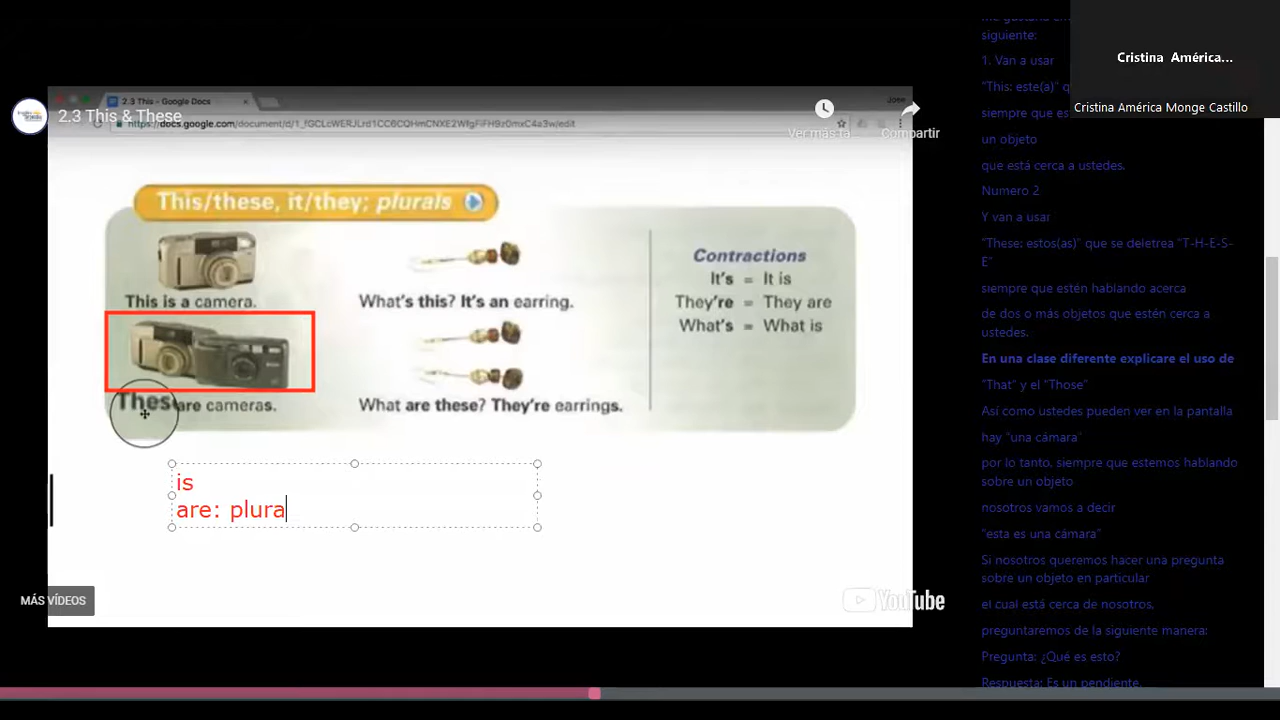 2.3 This - Google Docs
Jose
2.3 This & These
Ver más ta
Compartir
This/these, it/they; plurals
This is a camera.
What's this? It's an earring.
Contractions
It's = It is
They're = They are
What's = What is
These are cameras.
What are these? They're earrings.
is
are: plura
MÁS VÍDEOS
YouTube
siguiente:
1. Van a usar
"This: este(a)" q
siempre que es
un objeto
que está cerca a ustedes.
Numero 2
Y van a usar
"These: estos(as)" que se deletrea "T-H-E-S-
E"
siempre que estén hablando acerca
de dos o más objetos que estén cerca a
ustedes.
En una clase diferente explicare el uso de
"That" y el "Those"
Así como ustedes pueden ver en la pantalla
hay "una cámara"
por lo tanto, siempre que estemos hablando
sobre un objeto
nosotros vamos a decir
"esta es una cámara"
Si nosotros queremos hacer una pregunta
sobre un objeto en particular
el cual está cerca de nosotros,
preguntaremos de la siguiente manera:
Pregunta: ¿Qué es esto?
Respuesta: Es un pendiente.
Cristina América...
Cristina América Monge Castillo